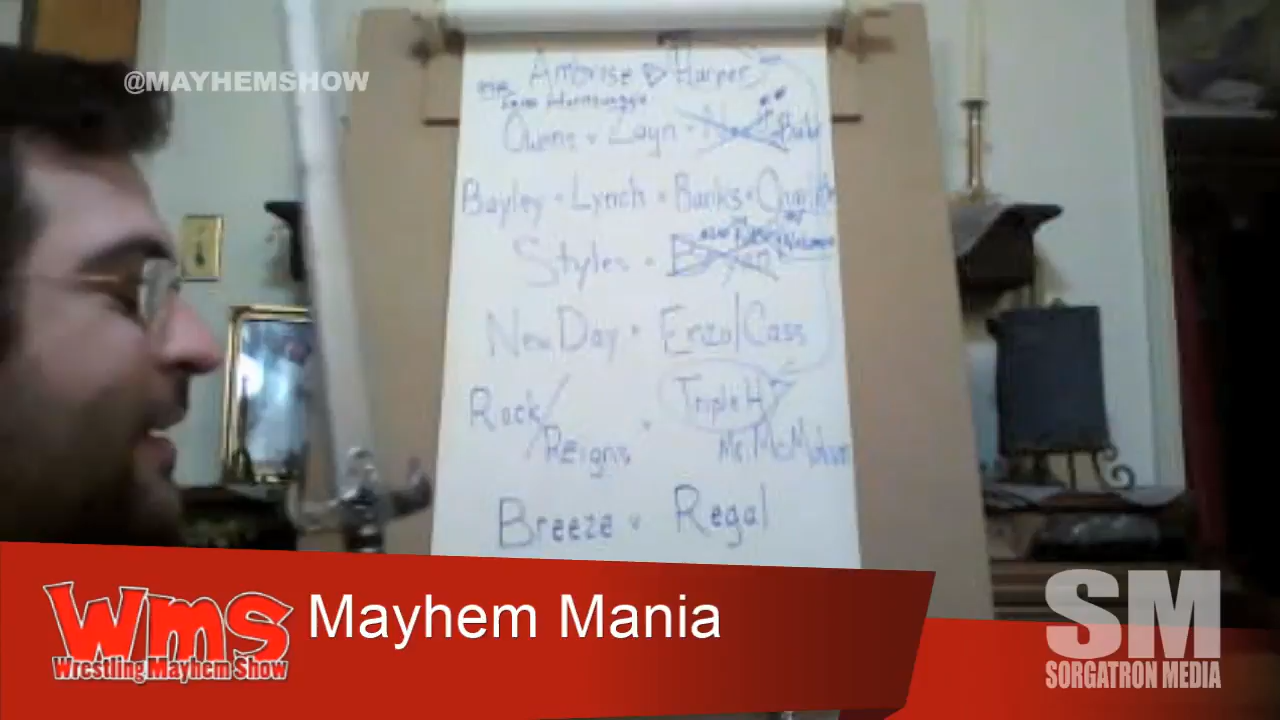 @MAYHEMSHOW
Ambrose v Harper
Owens v Zayn
Bayley • Lynch • Banks •
Styles •
New Day • Enzo/Cass
Rock/ Triple H
Reigns Mr. McMahon
Breeze v Regal
WMS
Wrestling Mayhem Show
Mayhem Mania
SM
SORGATRON MEDIA